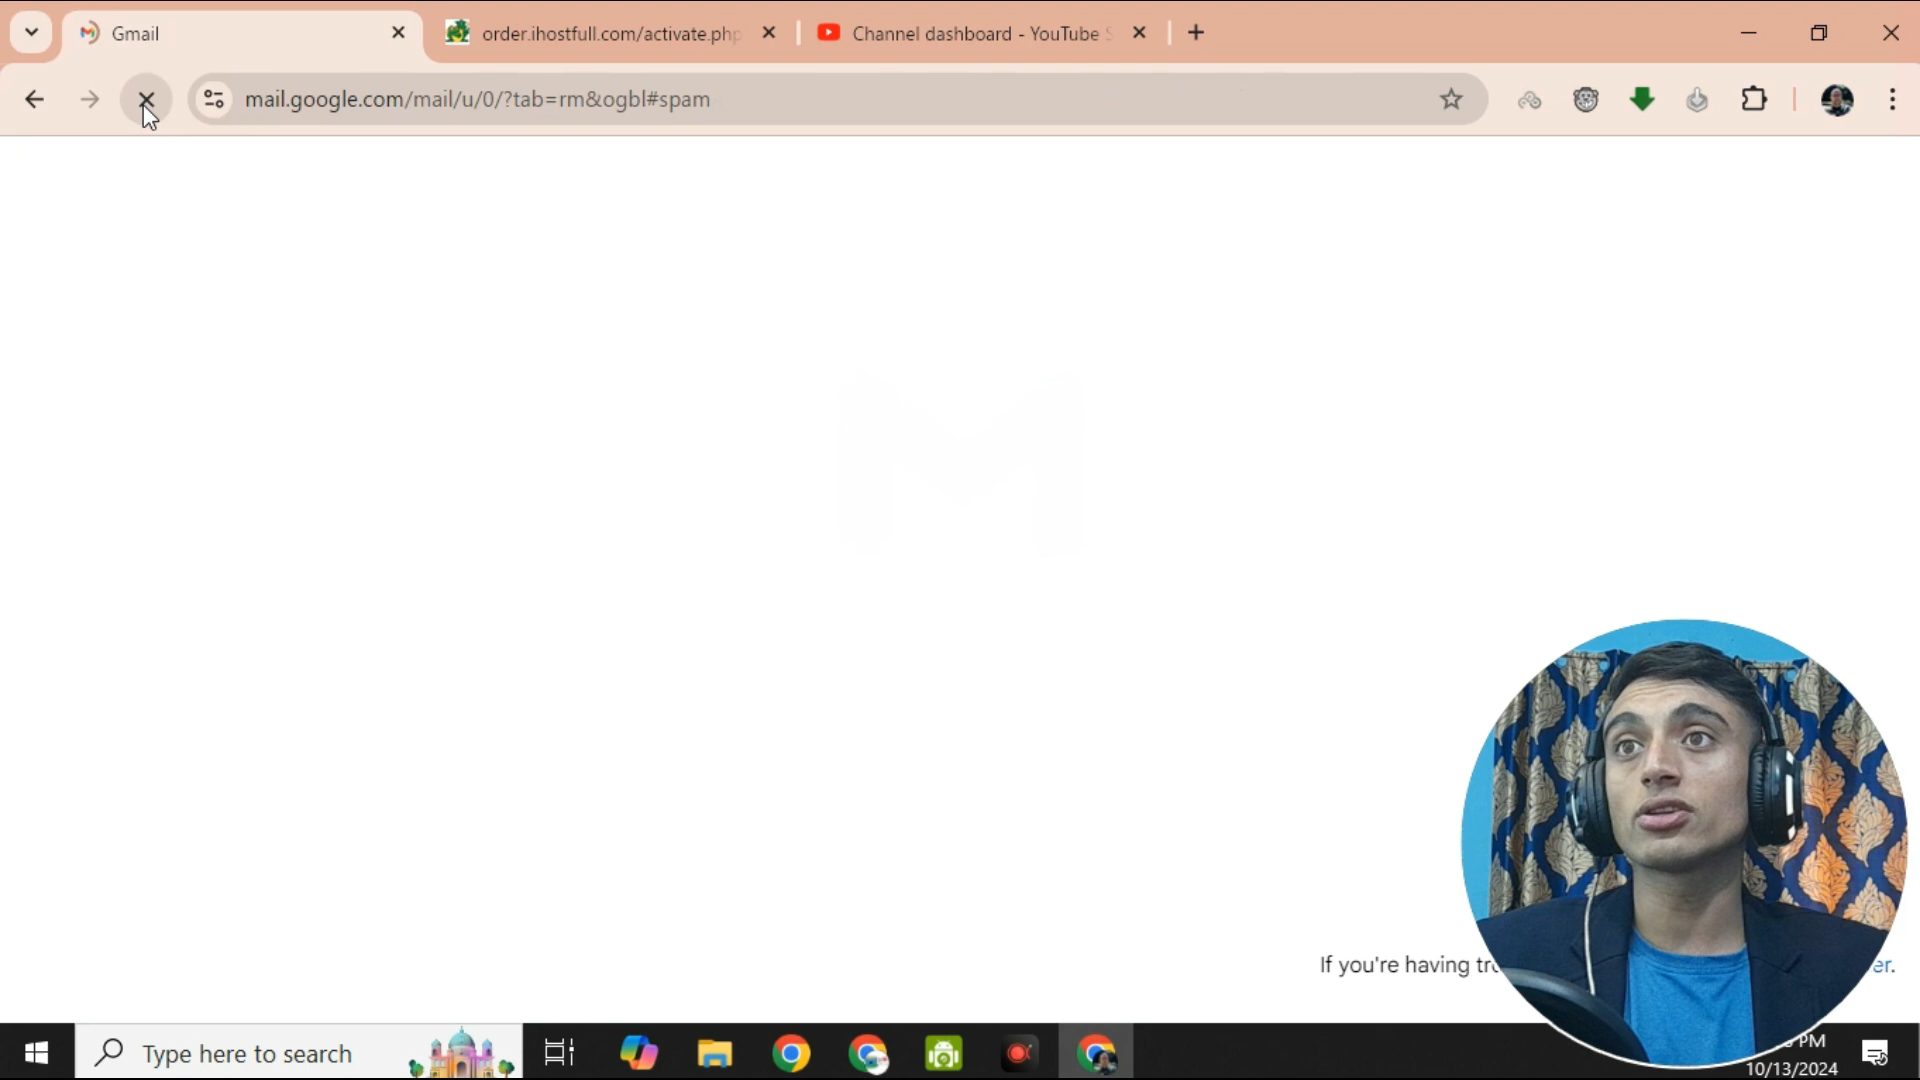 Gmail
order.ihostfull.com/activate.php
Channel dashboard - YouTube S
mail.google.com/mail/u/0/?tab=rm&ogbl#spam
If you're having
er.
Type here to search
PM
10/13/2024